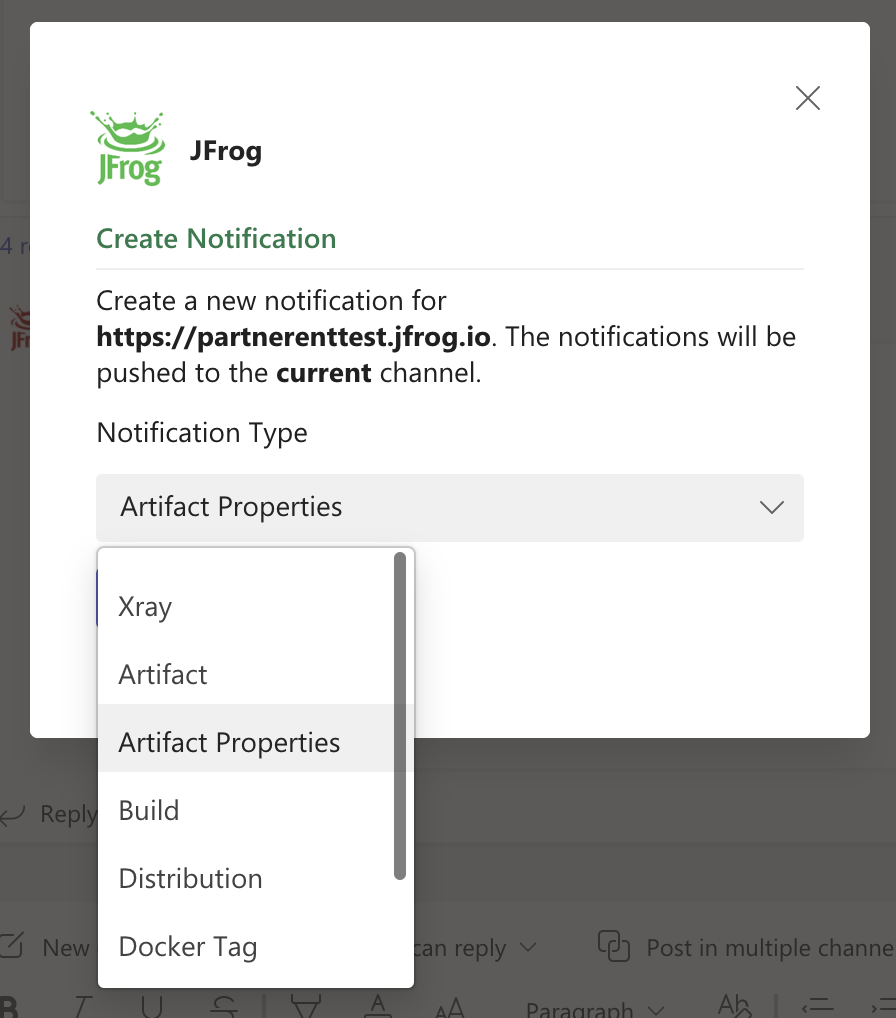 JFrog
JFrog
Create Notification
Create a new notification for
https://partnerenttest.jfrog.io. The notifications will be
pushed to the current channel.
Notification Type
Artifact Properties
Xray
Artifact
Artifact Properties
Build
Distribution
Docker Tag
Reply
New
can reply
Post in multiple channe
B I U S A AA Paragraph Ab